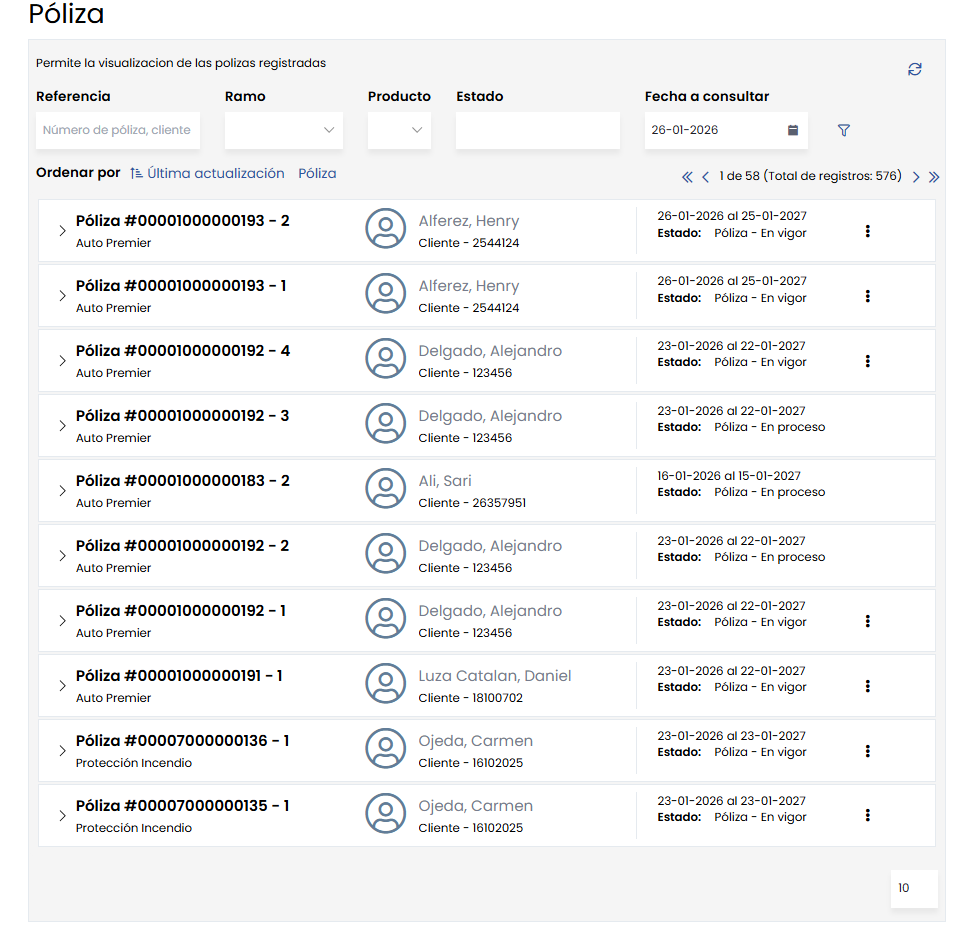 Póliza
Permite la visualizacion de las polizas registradas
Referencia Ramo Producto Estado Fecha a consultar
Número de póliza, cliente 26-01-2026
Ordenar por Última actualización Póliza 1 de 58 (Total de registros: 576)
Póliza #00001000000193 - 2 Alferez, Henry 26-01-2026 al 25-01-2027
Auto Premier Cliente - 2544124 Estado: Póliza - En vigor
Póliza #00001000000193 - 1 Alferez, Henry 26-01-2026 al 25-01-2027
Auto Premier Cliente - 2544124 Estado: Póliza - En vigor
Póliza #00001000000192 - 4 Delgado, Alejandro 23-01-2026 al 22-01-2027
Auto Premier Cliente - 123456 Estado: Póliza - En vigor
Póliza #00001000000192 - 3 Delgado, Alejandro 23-01-2026 al 22-01-2027
Auto Premier Cliente - 123456 Estado: Póliza - En proceso
Póliza #00001000000183 - 2 Ali, Sari 16-01-2026 al 15-01-2027
Auto Premier Cliente - 26357951 Estado: Póliza - En proceso
Póliza #00001000000192 - 2 Delgado, Alejandro 23-01-2026 al 22-01-2027
Auto Premier Cliente - 123456 Estado: Póliza - En proceso
Póliza #00001000000192 - 1 Delgado, Alejandro 23-01-2026 al 22-01-2027
Auto Premier Cliente - 123456 Estado: Póliza - En vigor
Póliza #00001000000191 - 1 Luza Catalan, Daniel 23-01-2026 al 22-01-2027
Auto Premier Cliente - 18100702 Estado: Póliza - En vigor
Póliza #00007000000136 - 1 Ojeda, Carmen 23-01-2026 al 23-01-2027
Protección Incendio Cliente - 16102025 Estado: Póliza - En vigor
Póliza #00007000000135 - 1 Ojeda, Carmen 23-01-2026 al 23-01-2027
Protección Incendio Cliente - 16102025 Estado: Póliza - En vigor
10